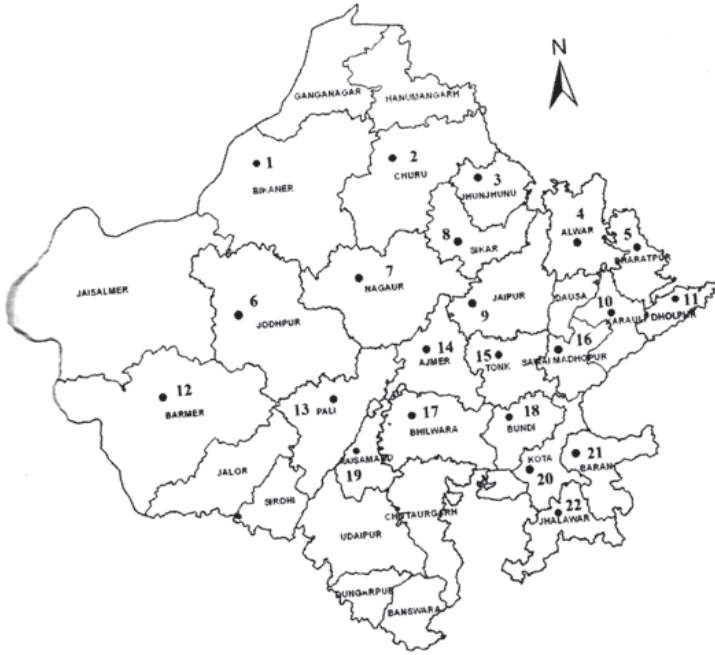 N
GANGANAGAR
HANUMANGARH
1
BIKANER
2
CHURU
3
JHUNJHUNU
4
ALWAR
5
BHARATPUR
8
SIKAR
7
NAGAUR
JAISALMER
6
JODHPUR
JAIPUR
9
DAUSA
10
KARAULI
11
DHOLPUR
14
AJMER
15
TONK
16
SAWAI MADHOPUR
12
BARMER
13
PALI
17
BHILWARA
18
BUNDI
JALOR
RAJSAMAND
19
KOTA
20
21
BARAN
SIROHI
CHITTAURGARH
22
JHALAWAR
UDAIPUR
DUNGARPUR
BANSWARA